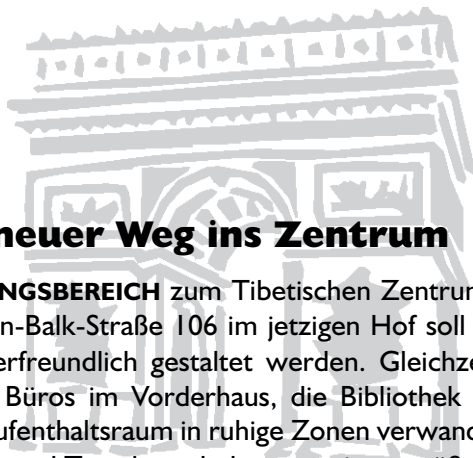 neuer Weg ins Zentrum
NGSBEREICH zum Tibetischen Zentrum
n-Balk-Straße 106 im jetzigen Hof soll
erfreundlich gestaltet werden. Gleichze
Büros im Vorderhaus, die Bibliothek
ufenthaltsraum in ruhige Zonen verwand